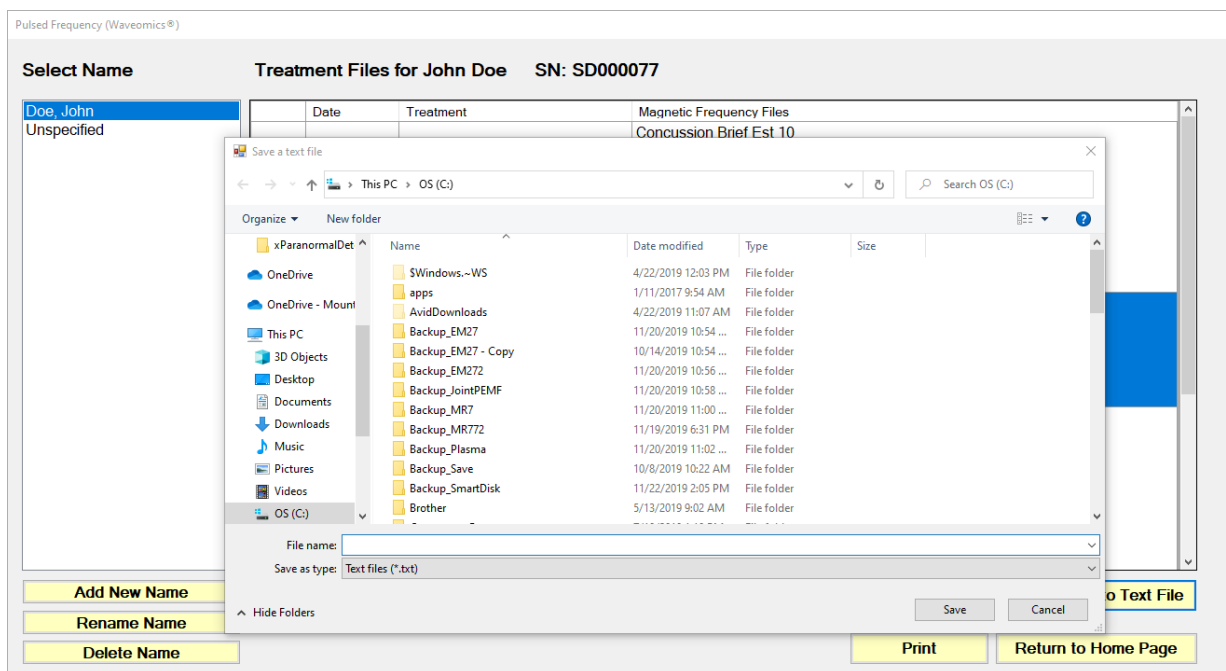 Pulsed Frequency (Waveomics®)
Select Name
Treatment Files for John Doe SN: SD000077
Doe, John
Unspecified
Date Treatment Magnetic Frequency Files
Concussion Brief Est 10
Save a text file
This PC › OS (C:)
Search OS (C:)
Organize New folder
xParanormalDet
OneDrive
OneDrive - Mount
This PC
3D Objects
Desktop
Documents
Downloads
Music
Pictures
Videos
OS (C:)
Name Date modified Type Size
$Windows.~WS 4/22/2019 12:03 PM File folder
apps 1/11/2017 9:54 AM File folder
AvidDownloads 4/22/2019 11:07 AM File folder
Backup_EM27 11/20/2019 10:54 ... File folder
Backup_EM27 - Copy 10/14/2019 10:54 ... File folder
Backup_EM272 11/20/2019 10:56 ... File folder
Backup_JointPEMF 11/20/2019 10:58 ... File folder
Backup_MR7 11/20/2019 11:00 ... File folder
Backup_MR772 11/19/2019 6:31 PM File folder
Backup_Plasma 11/20/2019 11:02 ... File folder
Backup_Save 10/8/2019 10:22 AM File folder
Backup_SmartDisk 11/22/2019 2:05 PM File folder
Brother 5/13/2019 9:02 AM File folder
File name:
Save as type: Text files (*.txt)
Hide Folders
Save Cancel
Add New Name
Rename Name
Delete Name
o Text File
Print
Return to Home Page